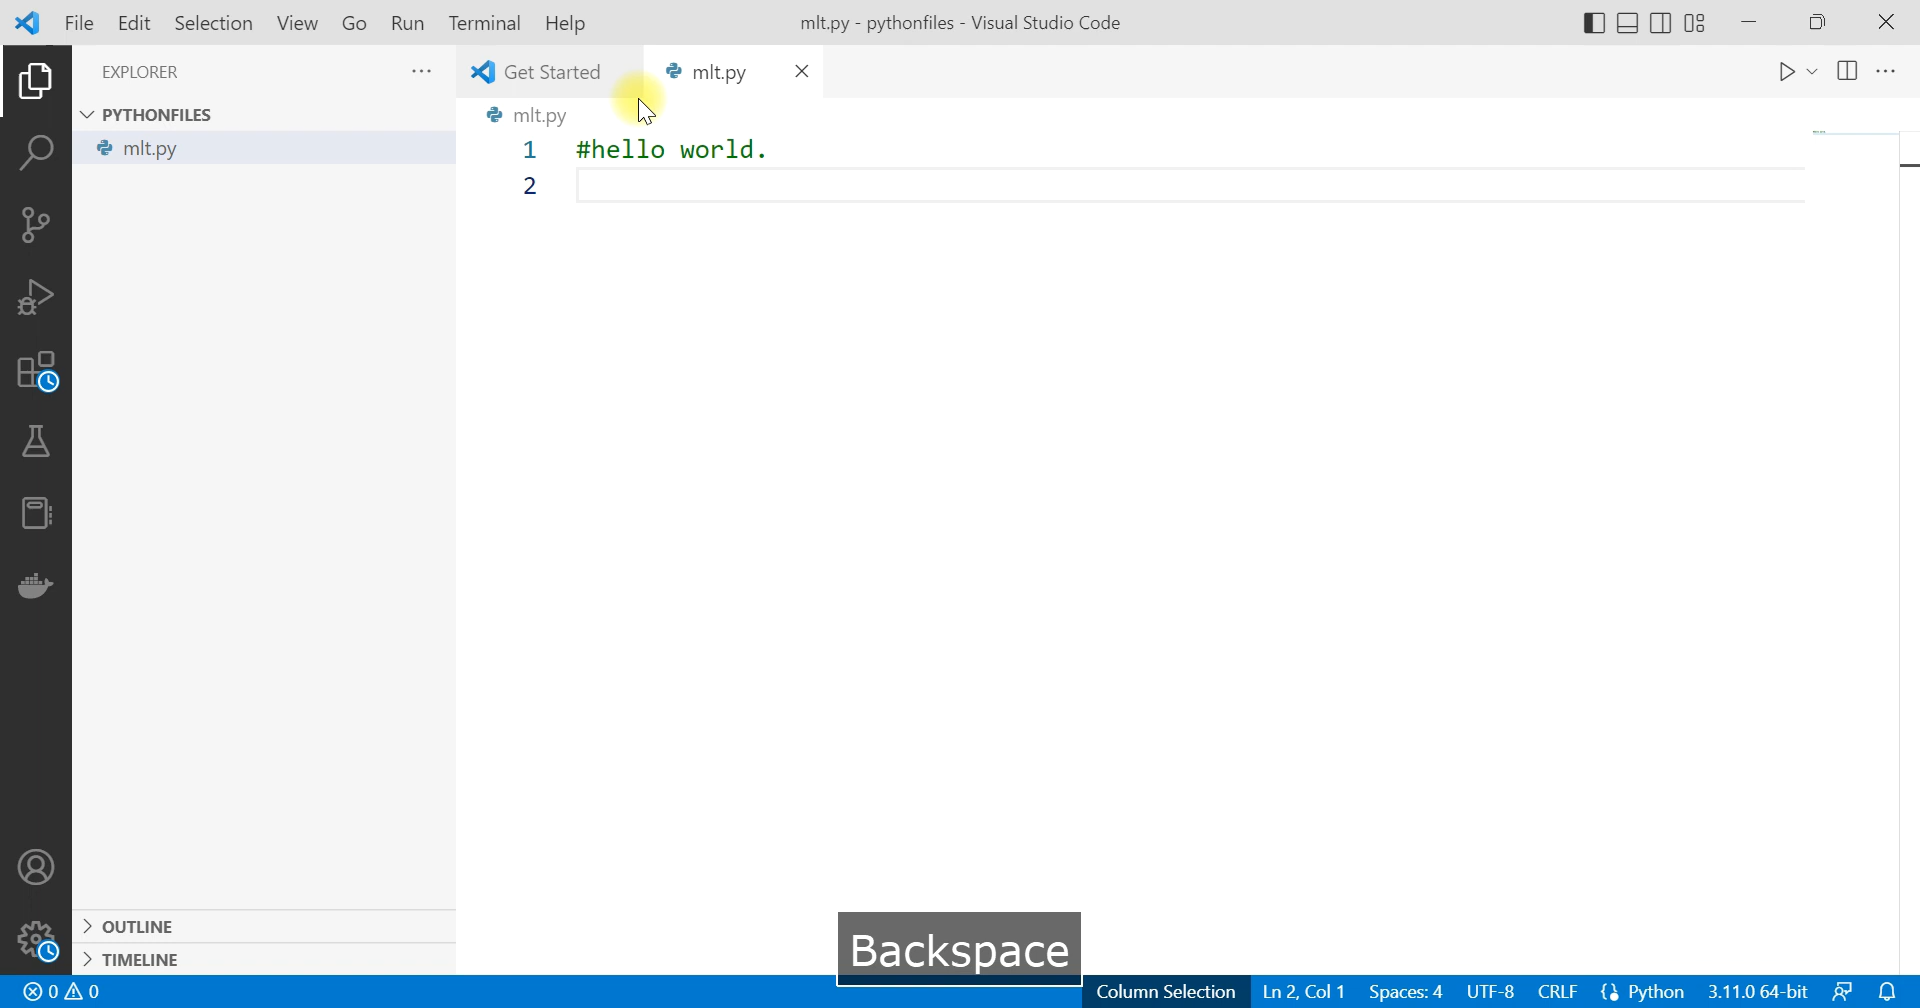 File Edit Selection View Go Run Terminal Help mlt.py - pythonfiles - Visual Studio Code
EXPLORER
PYTHONFILES
mlt.py
OUTLINE
TIMELINE
Get Started mlt.py
mlt.py
1 #hello world.
2
Backspace
0 0 Column Selection Ln 2, Col 1 Spaces: 4 UTF-8 CRLF Python 3.11.0 64-bit